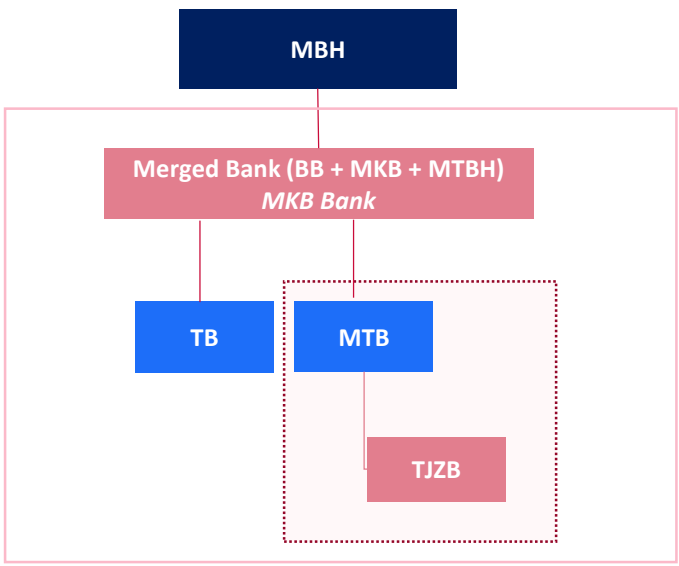 MBH
Merged Bank (BB + MKB + MTBH)
MKB Bank
TB
MTB
TJZB